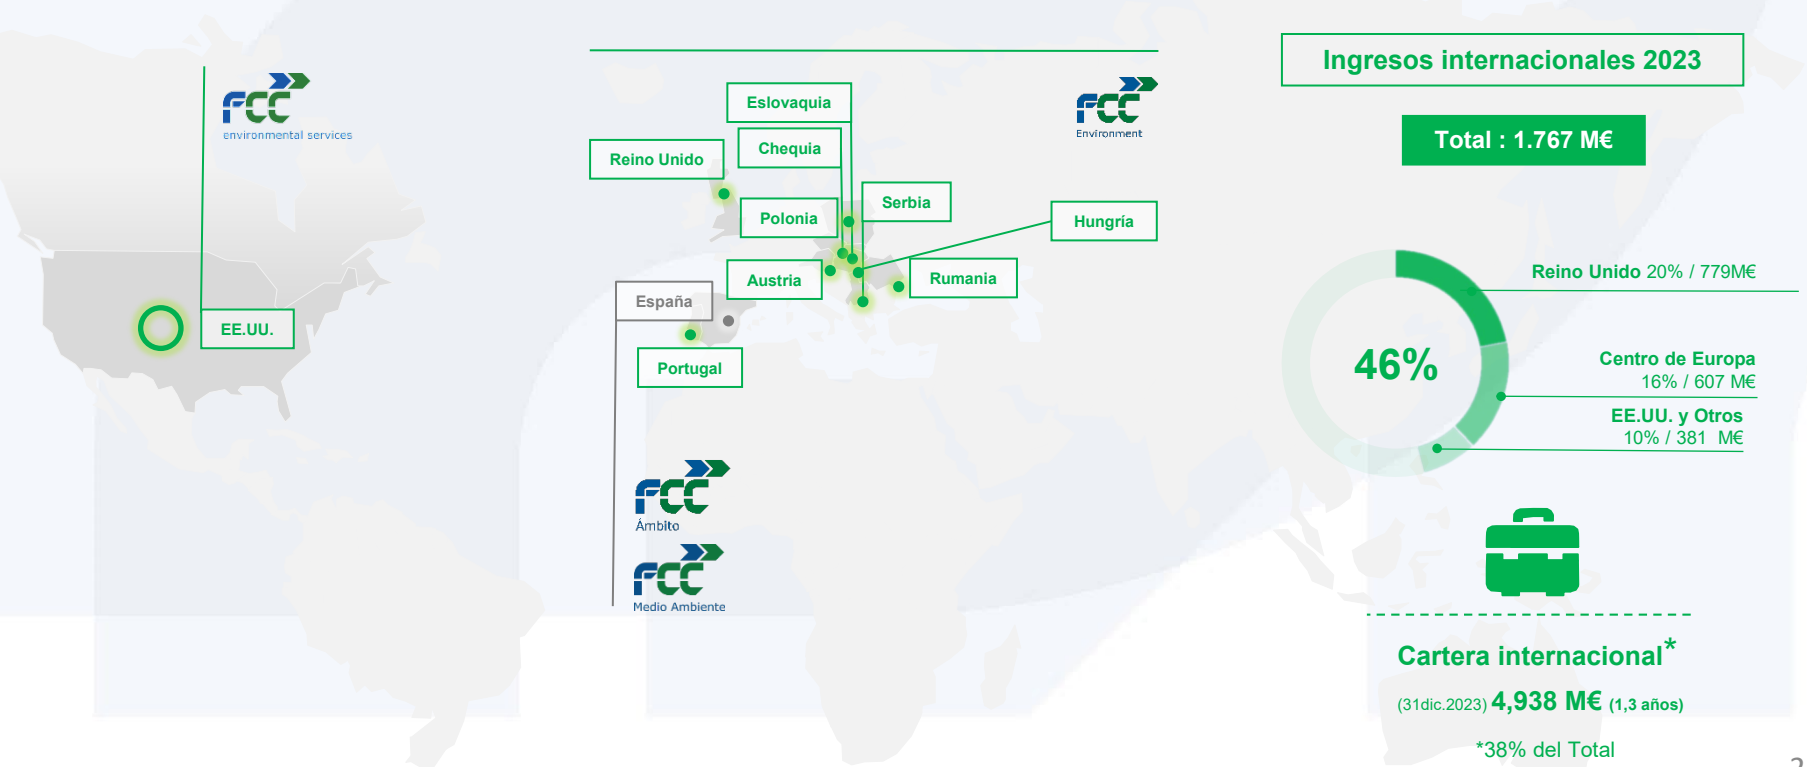 FCC
environmental services
EE.UU.
Eslovaquia
Chequia
Reino Unido
Polonia
Serbia
Hungría
Austria
Rumania
España
Portugal
FCC
Environment
FCC
Ámbito
FCC
Medio Ambiente
Ingresos internacionales 2023
Total : 1.767 M€
46%
Reino Unido 20% / 779M€
Centro de Europa
16% / 607 M€
EE.UU. y Otros
10% / 381 M€
Cartera internacional*
(31dic.2023) 4,938 M€ (1,3 años)
*38% del Total